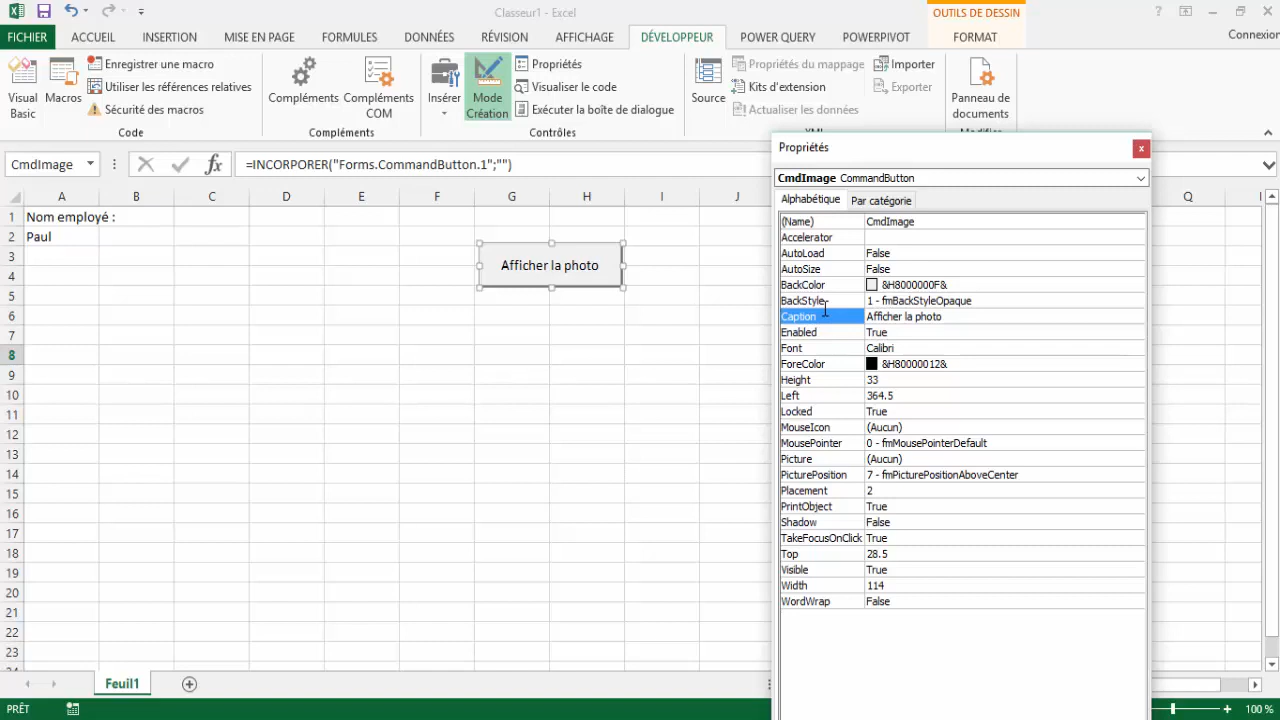 Classeur1 - Excel
OUTILS DE DESSIN
FICHIER ACCUEIL INSERTION MISE EN PAGE FORMULES DONNÉES RÉVISION AFFICHAGE DÉVELOPPEUR POWER QUERY POWERPIVOT FORMAT Connexion
Visual Basic
Macros
Enregistrer une macro
Utiliser les références relatives
Sécurité des macros
Code
Compléments
Compléments COM
Compléments
Insérer
Mode Création
Propriétés
Visualiser le code
Exécuter la boîte de dialogue
Contrôles
Source
Propriétés du mappage
Kits d'extension
Actualiser les données
Importer
Exporter
XML
Panneau de documents
Modifier
CmdImage
fx
=INCORPORER("Forms.CommandButton.1";"")
A B C D E F G H I J Q
1 Nom employé :
2 Paul
3
4
5
6
7
8
9
10
11
12
13
14
15
16
17
18
19
20
21
22
23
24
Afficher la photo
Propriétés
x
CmdImage CommandButton
Alphabétique Par catégorie
(Name) CmdImage
Accelerator
AutoLoad False
AutoSize False
BackColor &H8000000F&
BackStyle 1 - fmBackStyleOpaque
Caption Afficher la photo
Enabled True
Font Calibri
ForeColor &H80000012&
Height 33
Left 364.5
Locked True
MouseIcon (Aucun)
MousePointer 0 - fmMousePointerDefault
Picture (Aucun)
PicturePosition 7 - fmPicturePositionAboveCenter
Placement 2
PrintObject True
Shadow False
TakeFocusOnClick True
Top 28.5
Visible True
Width 114
WordWrap False
Feuil1
PRÊT
100 %